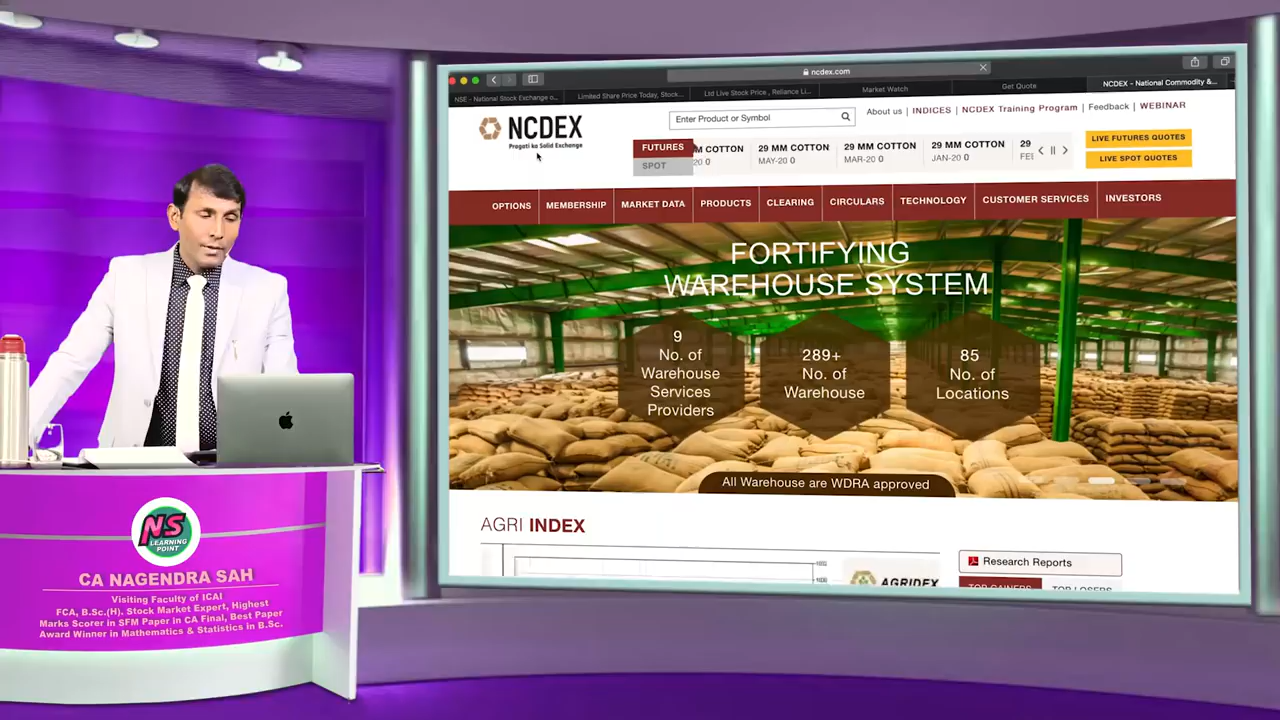 ncdex.com
NSE - National Stock Exchange o...
Limited Share Price Today, Stock...
Ltd Live Stock Price , Reliance Li...
Market Watch
Get Quote
NCDEX - National Commodity &...
NCDEX
Pragati ka Solid Exchange
Enter Product or Symbol
About us | INDICES | NCDEX Training Program | Feedback | WEBINAR
FUTURES
SPOT
M COTTON
20 0
29 MM COTTON
MAY-20 0
29 MM COTTON
MAR-20 0
29 MM COTTON
JAN-20 0
29
LIVE FUTURES QUOTES
LIVE SPOT QUOTES
OPTIONS
MEMBERSHIP
MARKET DATA
PRODUCTS
CLEARING
CIRCULARS
TECHNOLOGY
CUSTOMER SERVICES
INVESTORS
FORTIFYING
WAREHOUSE SYSTEM
9
No. of
Warehouse
Services
Providers
289+
No. of
Warehouse
85
No. of
Locations
All Warehouse are WDRA approved
AGRI INDEX
Research Reports
AGRIDEX
TOP GAINERS
TOP LOSERS
NS
LEARNING
POINT
CA NAGENDRA SAH
Visiting Faculty of ICAI
FCA, B.Sc.(H). Stock Market Expert, Highest
Marks Scorer in SFM Paper in CA Final, Best Paper
Award Winner in Mathematics & Statistics in B.Sc.